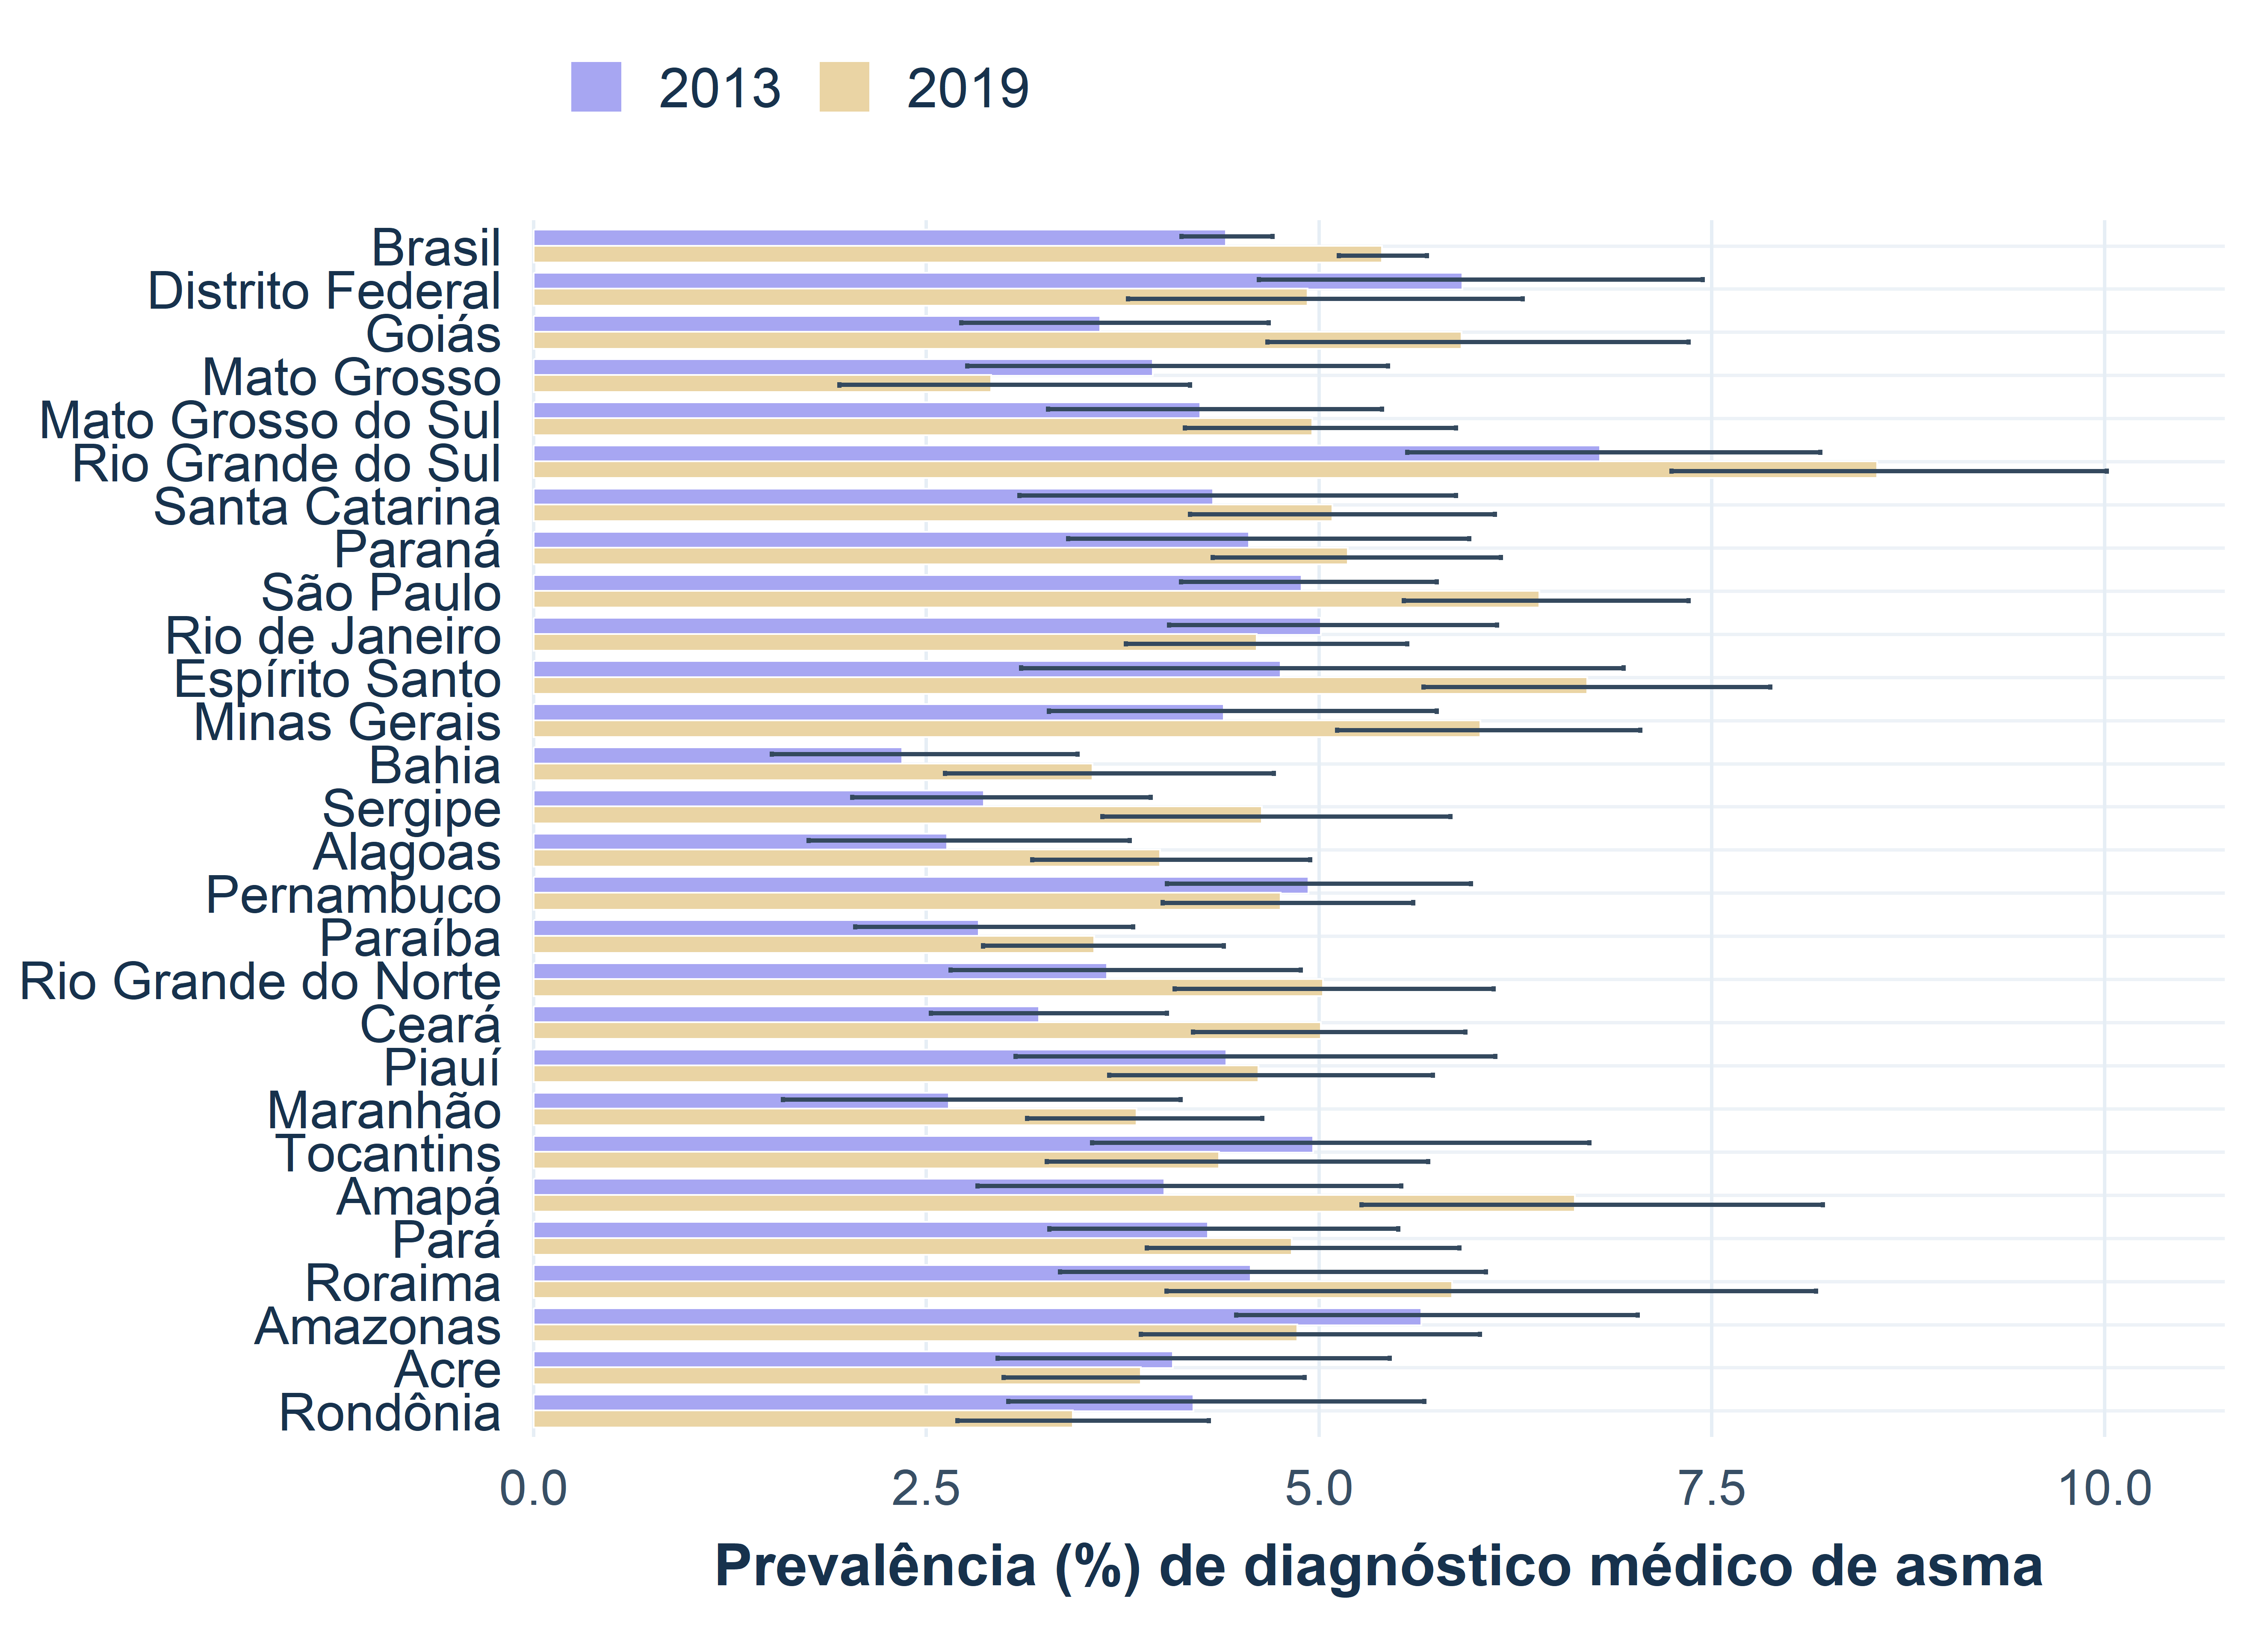 2013 2019
Brasil
Distrito Federal
Goiás
Mato Grosso
Mato Grosso do Sul
Rio Grande do Sul
Santa Catarina
Paraná
São Paulo
Rio de Janeiro
Espírito Santo
Minas Gerais
Bahia
Sergipe
Alagoas
Pernambuco
Paraíba
Rio Grande do Norte
Ceará
Piauí
Maranhão
Tocantins
Amapá
Pará
Roraima
Amazonas
Acre
Rondônia
0.0 2.5 5.0 7.5 10.0
Prevalência (%) de diagnóstico médico de asma